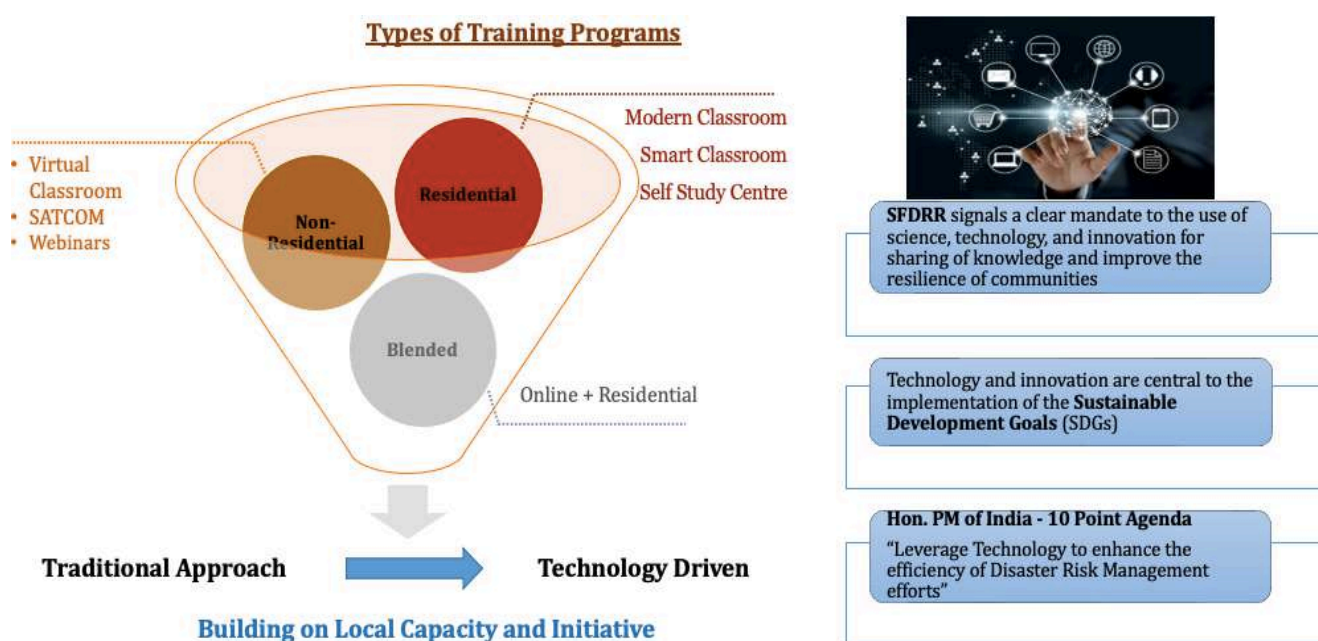 Types of Training Programs
• Virtual
Classroom
• SATCOM
• Webinars
Non-
Residential
Residential
Modern Classroom
Smart Classroom
Self Study Centre
Blended
Online + Residential
Traditional Approach
Technology Driven
Building on Local Capacity and Initiative
SFDRR signals a clear mandate to the use of
science, technology, and innovation for
sharing of knowledge and improve the
resilience of communities
Technology and innovation are central to the
implementation of the Sustainable
Development Goals (SDGs)
Hon. PM of India - 10 Point Agenda
“Leverage Technology to enhance the
efficiency of Disaster Risk Management
efforts”